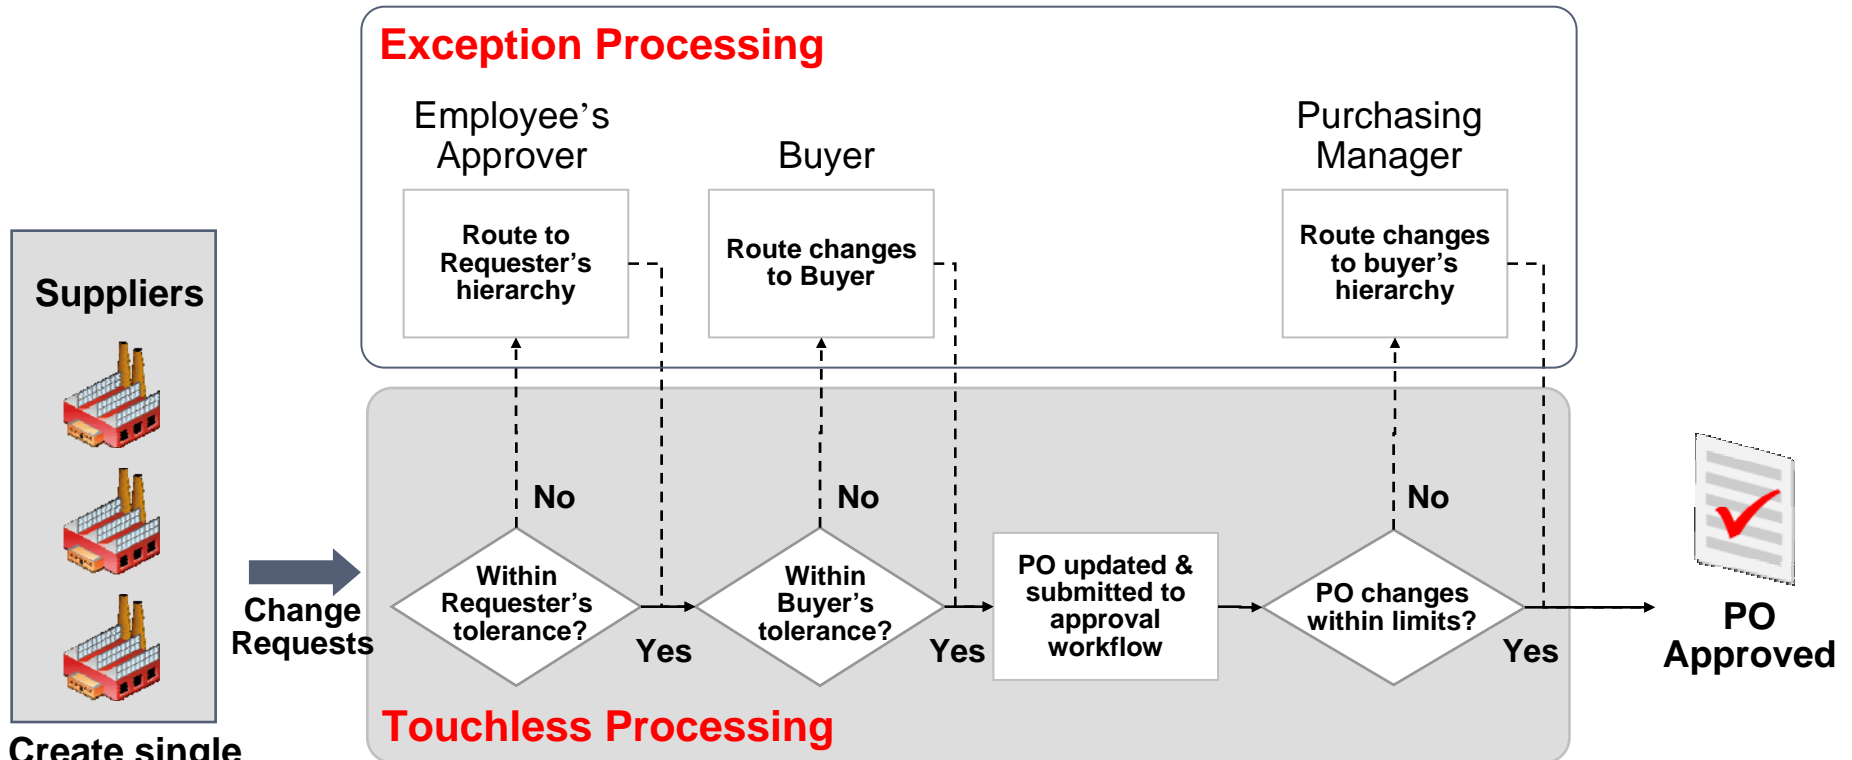 Exception Processing
Employee’s
Approver
Buyer
Purchasing
Manager
Route to
Requester’s
hierarchy
Route changes
to Buyer
Route changes
to buyer’s
hierarchy
Suppliers
No
No
No
Change
Requests
Within
Requester’s
tolerance?
Yes
Within
Buyer’s
tolerance?
Yes
PO updated &
submitted to
approval
workflow
PO changes
within limits?
Yes
PO
Approved
Touchless Processing
Create single